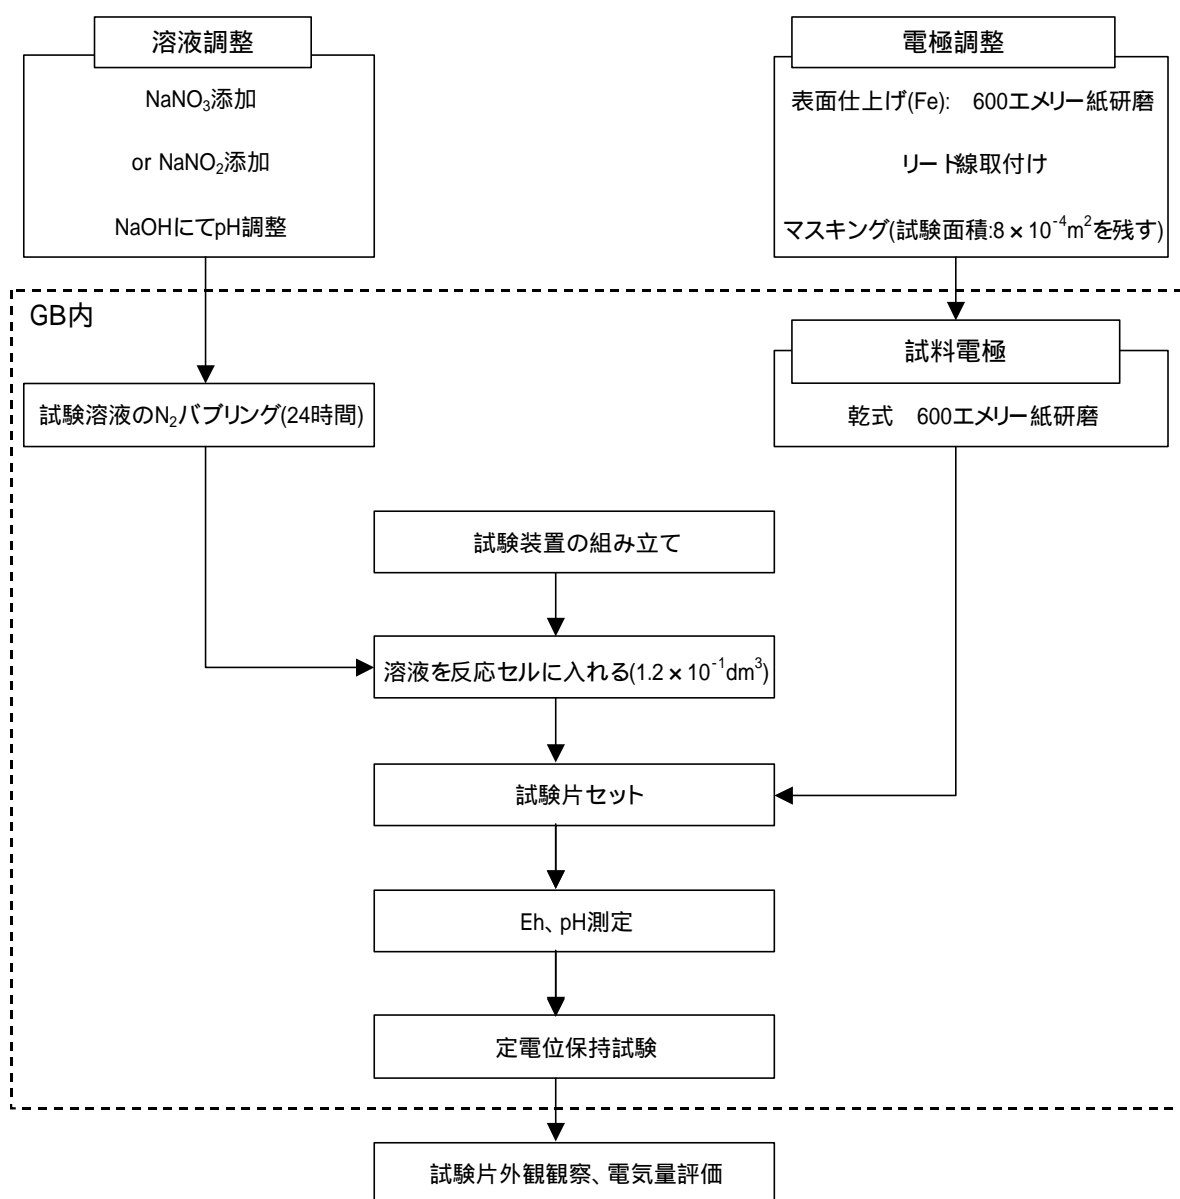 溶液調整
NaNO₃添加
or NaNO₂添加
NaOHにてpH調整
電極調整
表面仕上げ(Fe): 600エメリー紙研磨
リード線取付け
マスキング(試験面積:8×10⁻⁴m²を残す)
GB内
試験溶液のN₂バブリング(24時間)
試料電極
乾式 600エメリー紙研磨
試験装置の組み立て
溶液を反応セルに入れる(1.2×10⁻¹dm³)
試験片セット
Eh、pH測定
定電位保持試験
試験片外観観察、電気量評価